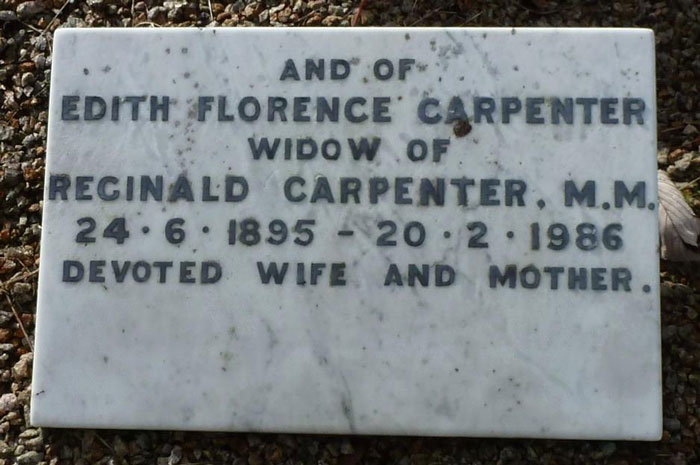 AND OF
EDITH FLORENCE CARPENTER
WIDOW OF
REGINALD CARPENTER, M.M.
24·6·1895 - 20·2·1986
DEVOTED WIFE AND MOTHER.